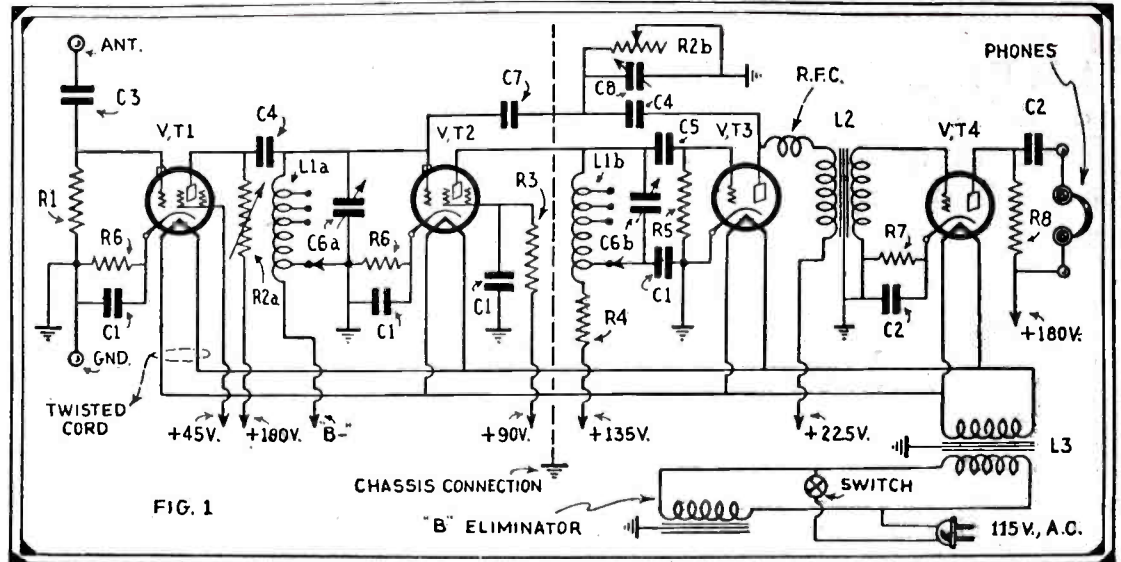 ANT.
C3
R1
R6
C1
GND.
TWISTED
CORD
V,T1
C4
L1a
R2a
C6a
R6
C1
+45V.
+180V.
"B-"
V,T2
C7
R3
C1
+90V.
R2b
C8
C4
C5
L1b
C6b
R5
C1
R4
+135V.
V,T3
R.F.C.
L2
+22.5V.
V,T4
R7
C2
C2
PHONES
R8
+180V.
L3
CHASSIS CONNECTION
SWITCH
"B" ELIMINATOR
115V., A.C.
FIG. 1